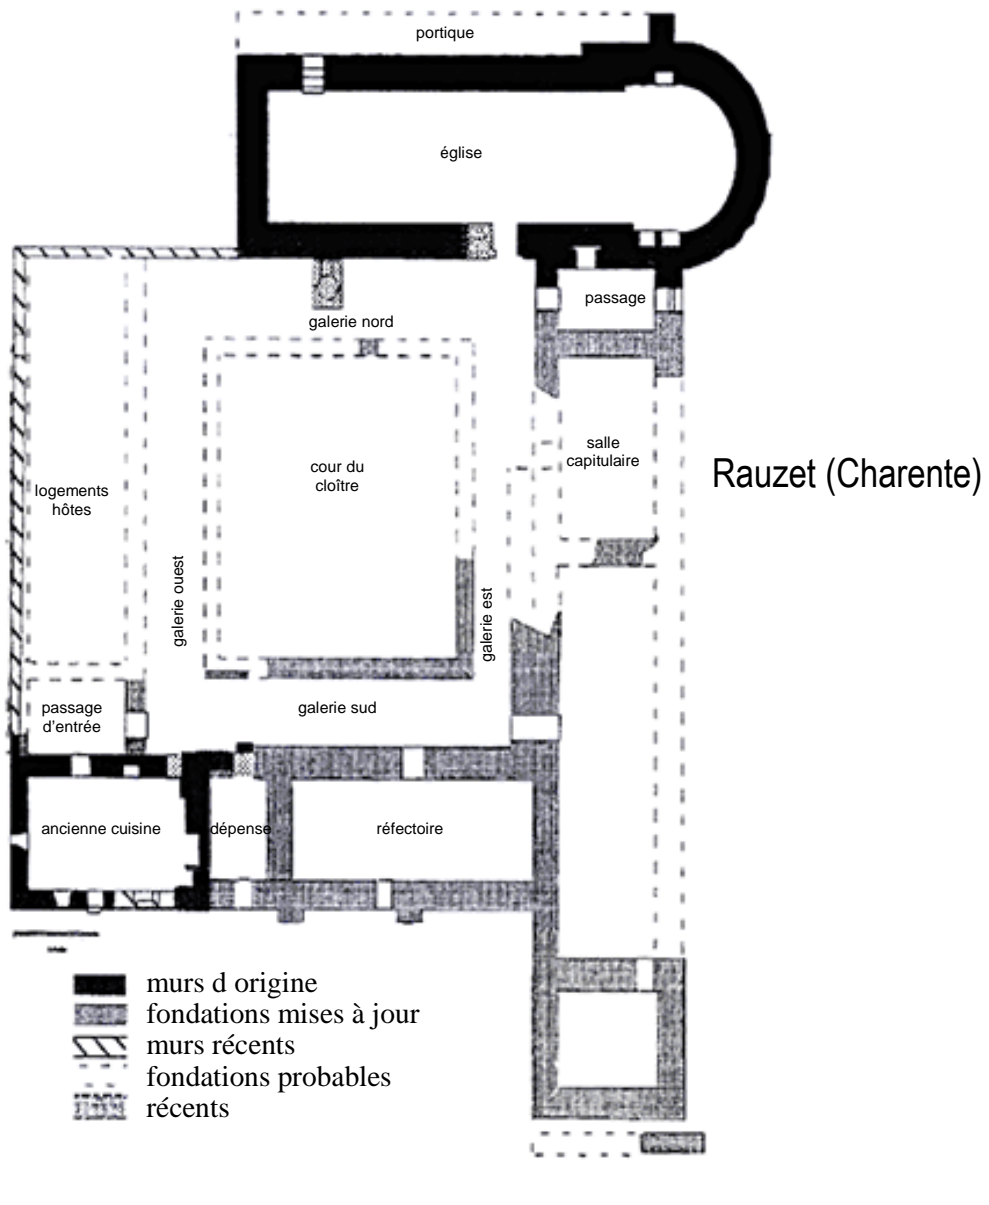 portique
église
passage
galerie nord
salle
capitulaire
cour du
cloître
Rauzet (Charente)
logements
hôtes
galerie ouest
galerie est
passage
d'entrée
galerie sud
ancienne cuisine
dépense
réfectoire
murs d origine
fondations mises à jour
murs récents
fondations probables
récents